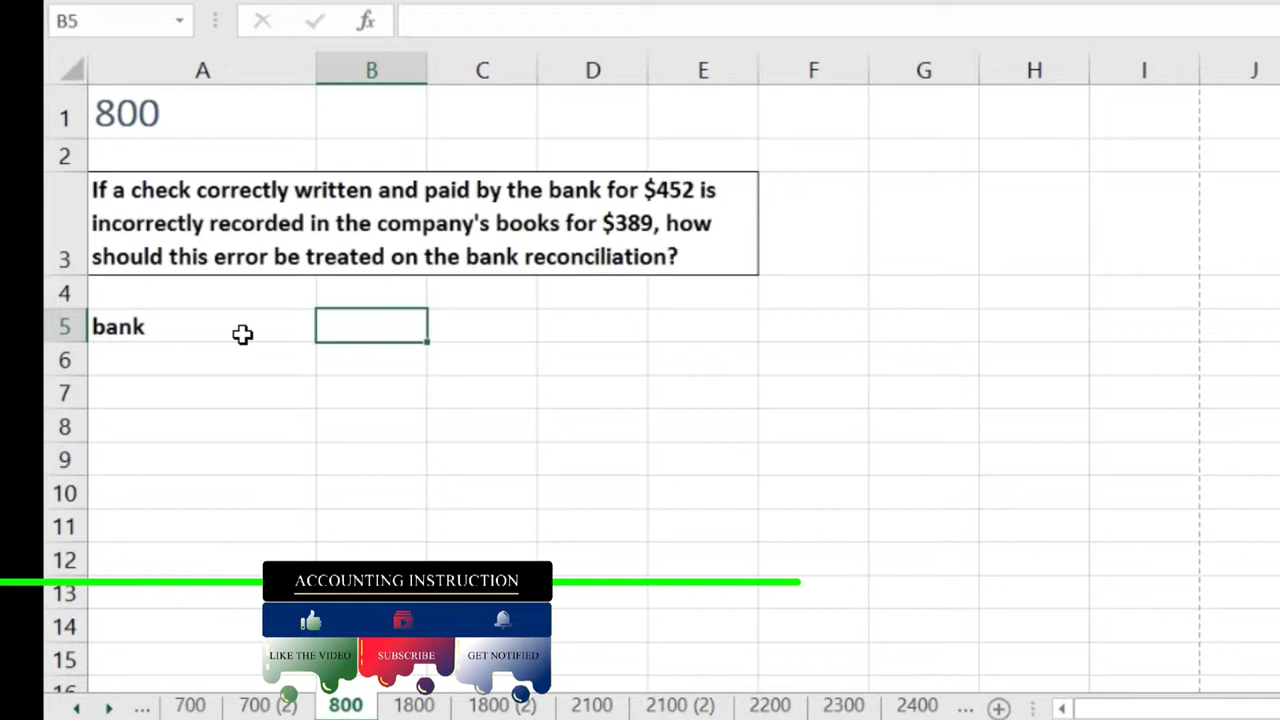 B5
fx
A B C D E F G H I J
1 800
2
If a check correctly written and paid by the bank for $452 is
incorrectly recorded in the company's books for $389, how
3 should this error be treated on the bank reconciliation?
4
5 bank
6
7
8
9
10
11
12
ACCOUNTING INSTRUCTION
13
14
LIKE THE VIDEO SUBSCRIBE GET NOTIFIED
15
16
... 700 700 (2) 800 1800 1800 (2) 2100 2100 (2) 2200 2300 2400 ...